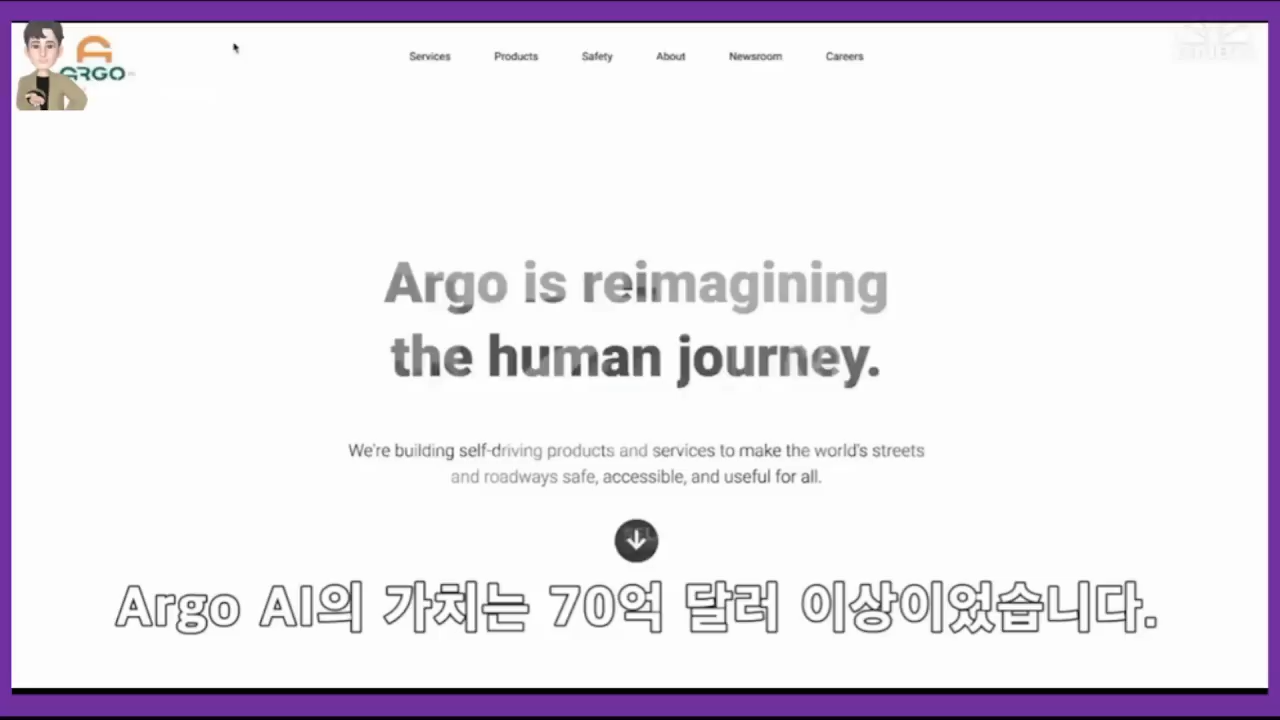 ARGO
Services Products Safety About Newsroom Careers
Argo is reimagining
the human journey.
We're building self-driving products and services to make the world's streets
and roadways safe, accessible, and useful for all.
Argo AI의 가치는 70억 달러 이상이었습니다.